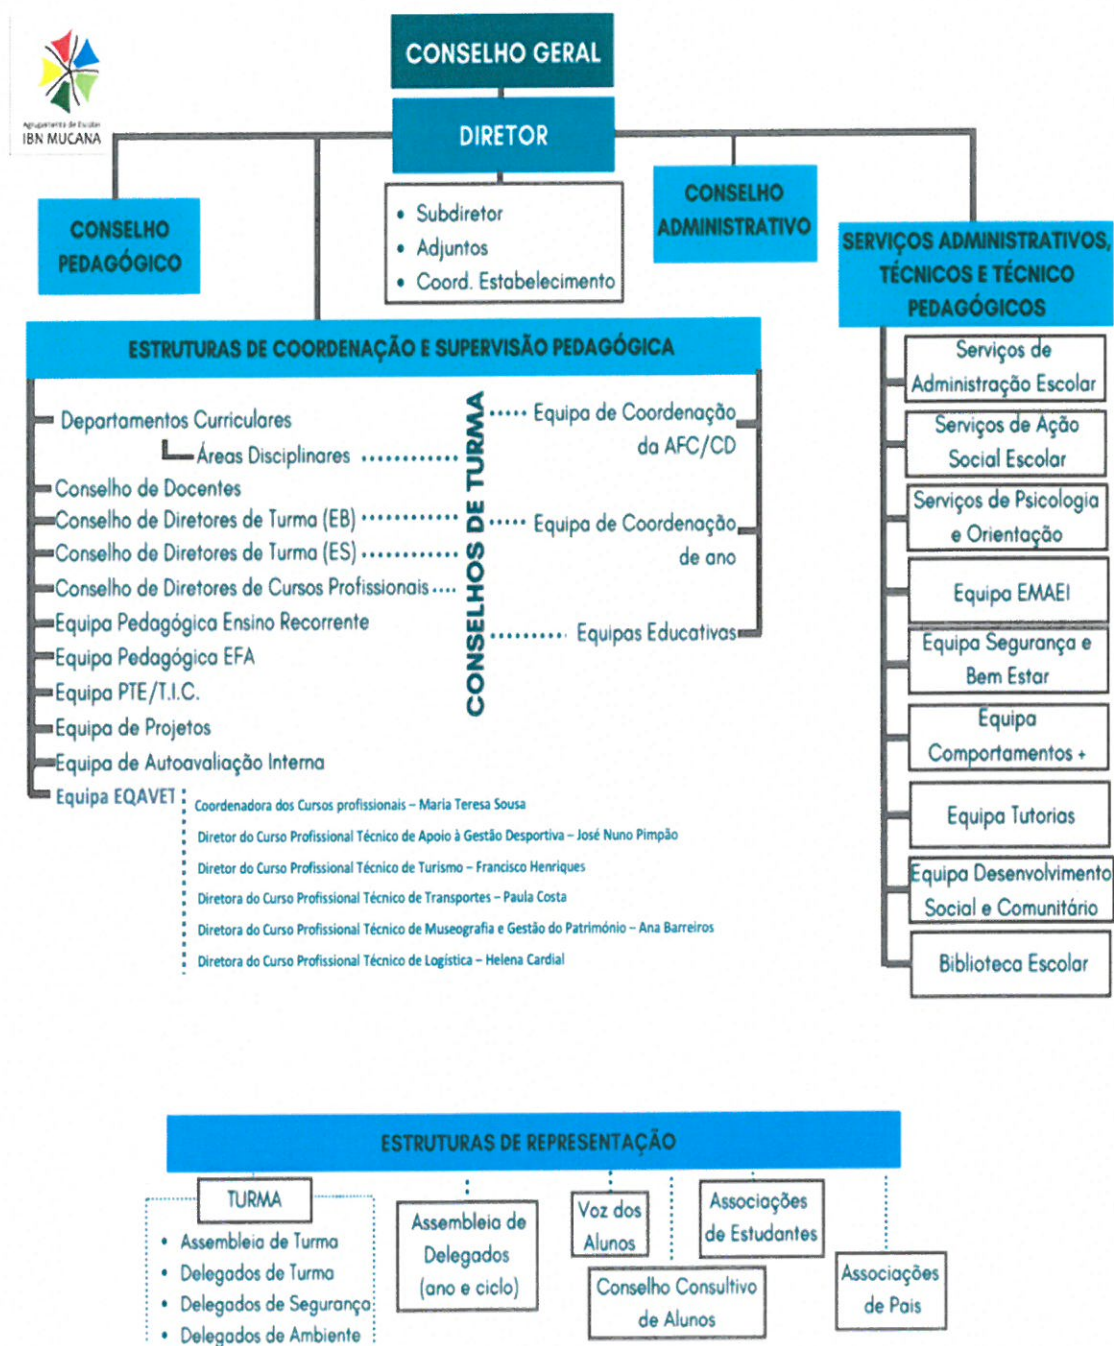 CONSELHO GERAL
Agrupamento de Escolas
IBN MUCANA
DIRETOR
CONSELHO
PEDAGÓGICO
• Subdiretor
• Adjuntos
• Coord. Estabelecimento
CONSELHO
ADMINISTRATIVO
SERVIÇOS ADMINISTRATIVOS,
TÉCNICOS E TÉCNICO
PEDAGÓGICOS
ESTRUTURAS DE COORDENAÇÃO E SUPERVISÃO PEDAGÓGICA
Departamentos Curriculares
Áreas Disciplinares
Conselho de Docentes
Conselho de Diretores de Turma (EB)
Conselho de Diretores de Turma (ES)
Conselho de Diretores de Cursos Profissionais
Equipa Pedagógica Ensino Recorrente
Equipa Pedagógica EFA
Equipa PTE/T.I.C.
Equipa de Projetos
Equipa de Autoavaliação Interna
Equipa EQAVET
CONSELHOS DE TURMA
Equipa de Coordenação
da AFC/CD
Equipa de Coordenação
de ano
Equipas Educativas
Coordenadora dos Cursos profissionais – Maria Teresa Sousa
Diretor do Curso Profissional Técnico de Apoio à Gestão Desportiva – José Nuno Pimpão
Diretor do Curso Profissional Técnico de Turismo – Francisco Henriques
Diretora do Curso Profissional Técnico de Transportes – Paula Costa
Diretora do Curso Profissional Técnico de Museografia e Gestão do Património – Ana Barreiros
Diretora do Curso Profissional Técnico de Logística – Helena Cardial
Serviços de
Administração Escolar
Serviços de Ação
Social Escolar
Serviços de Psicologia
e Orientação
Equipa EMAEI
Equipa Segurança e
Bem Estar
Equipa
Comportamentos +
Equipa Tutorias
Equipa Desenvolvimento
Social e Comunitário
Biblioteca Escolar
ESTRUTURAS DE REPRESENTAÇÃO
TURMA
• Assembleia de Turma
• Delegados de Turma
• Delegados de Segurança
• Delegados de Ambiente
Assembleia de
Delegados
(ano e ciclo)
Voz dos
Alunos
Conselho Consultivo
de Alunos
Associações
de Estudantes
Associações
de Pais